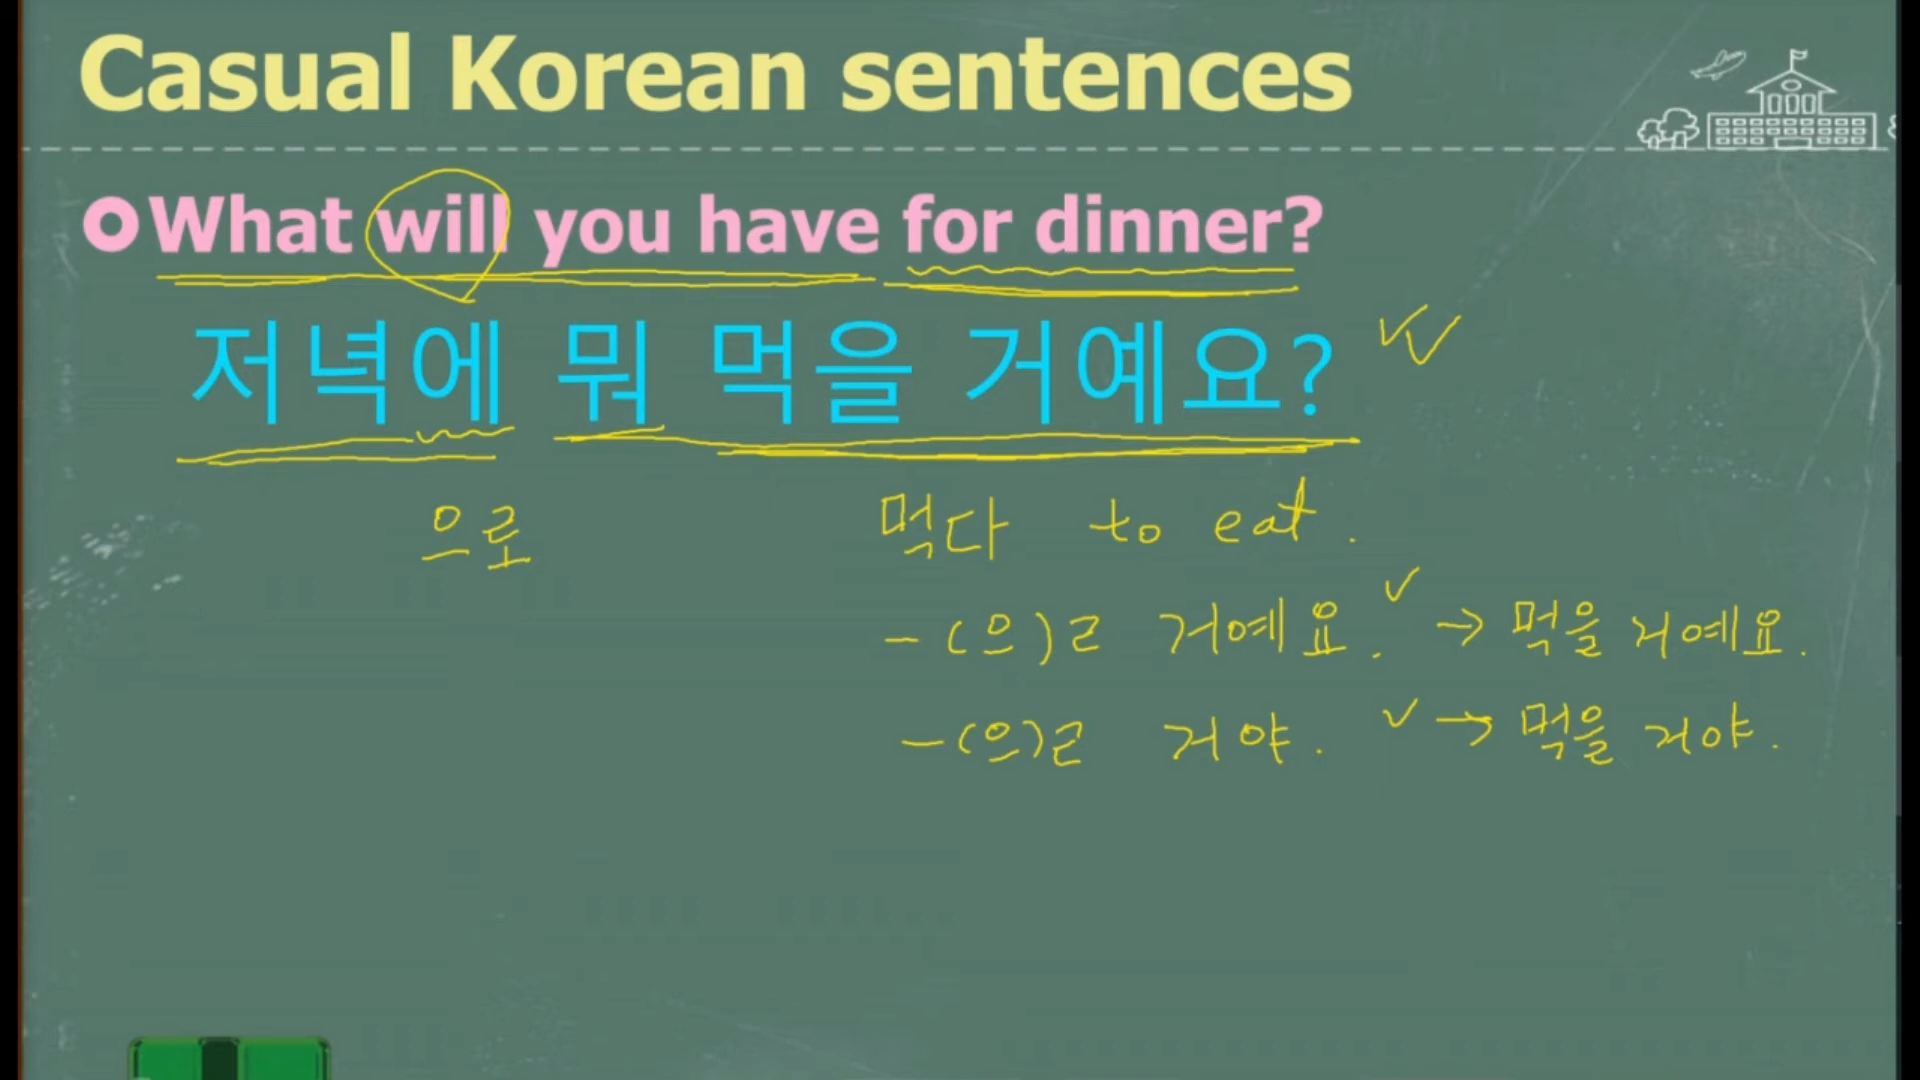 Casual Korean sentences
What will you have for dinner?
저녁에 뭐 먹을 거예요?
으로
먹다 to eat.
-(으)ㄹ 거예요. → 먹을 거예요.
-(으)ㄹ 거야. → 먹을 거야.